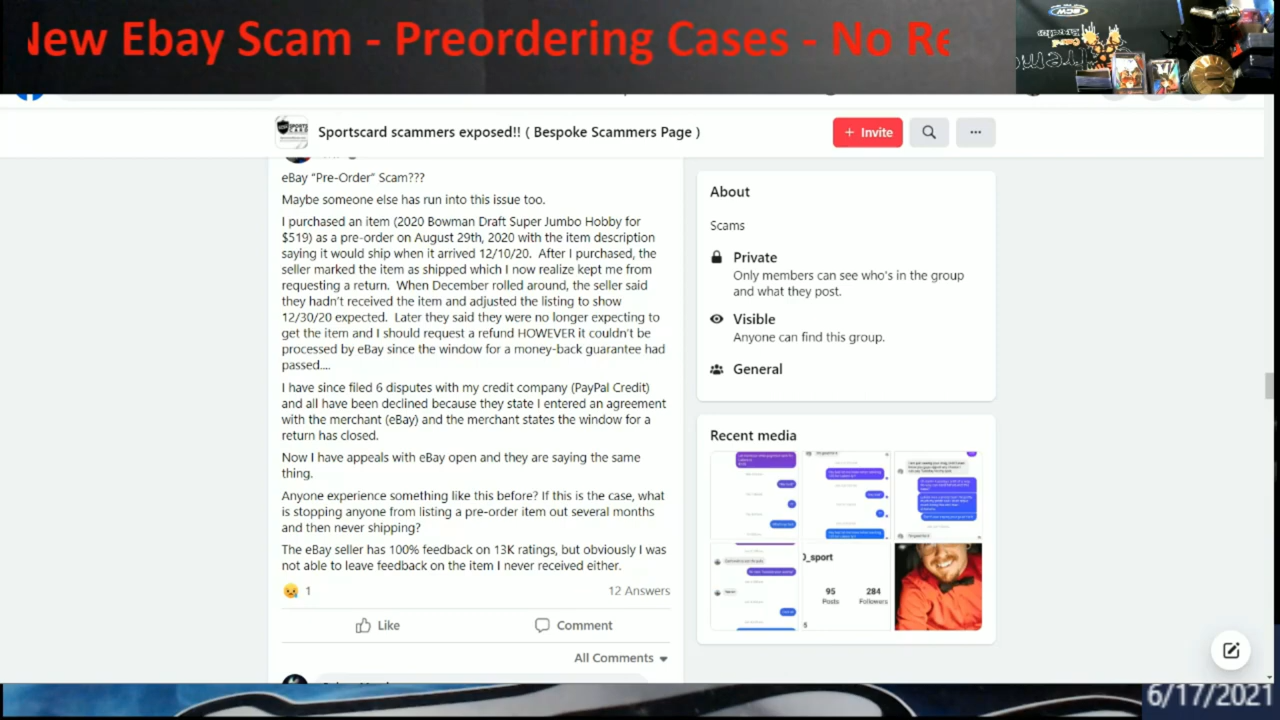 New Ebay Scam - Preordering Cases - No Re
Sportscard scammers exposed!! ( Bespoke Scammers Page )
+ Invite
eBay “Pre-Order” Scam???
Maybe someone else has run into this issue too.
I purchased an item (2020 Bowman Draft Super Jumbo Hobby for
$519) as a pre-order on August 29th, 2020 with the item description
saying it would ship when it arrived 12/10/20. After I purchased, the
seller marked the item as shipped which I now realize kept me from
requesting a return. When December rolled around, the seller said
they hadn't received the item and adjusted the listing to show
12/30/20 expected. Later they said they were no longer expecting to
get the item and I should request a refund HOWEVER it couldn't be
processed by eBay since the window for a money-back guarantee had
passed....
I have since filed 6 disputes with my credit company (PayPal Credit)
and all have been declined because they state I entered an agreement
with the merchant (eBay) and the merchant states the window for a
return has closed.
Now I have appeals with eBay open and they are saying the same
thing.
Anyone experience something like this before? If this is the case, what
is stopping anyone from listing a pre-order item out several months
and then never shipping?
The eBay seller has 100% feedback on 13K ratings, but obviously I was
not able to leave feedback on the item I never received either.
1
12 Answers
Like
Comment
All Comments
About
Scams
Private
Only members can see who's in the group
and what they post.
Visible
Anyone can find this group.
General
Recent media
_sport
95
284
Posts
Followers
6/17/2021